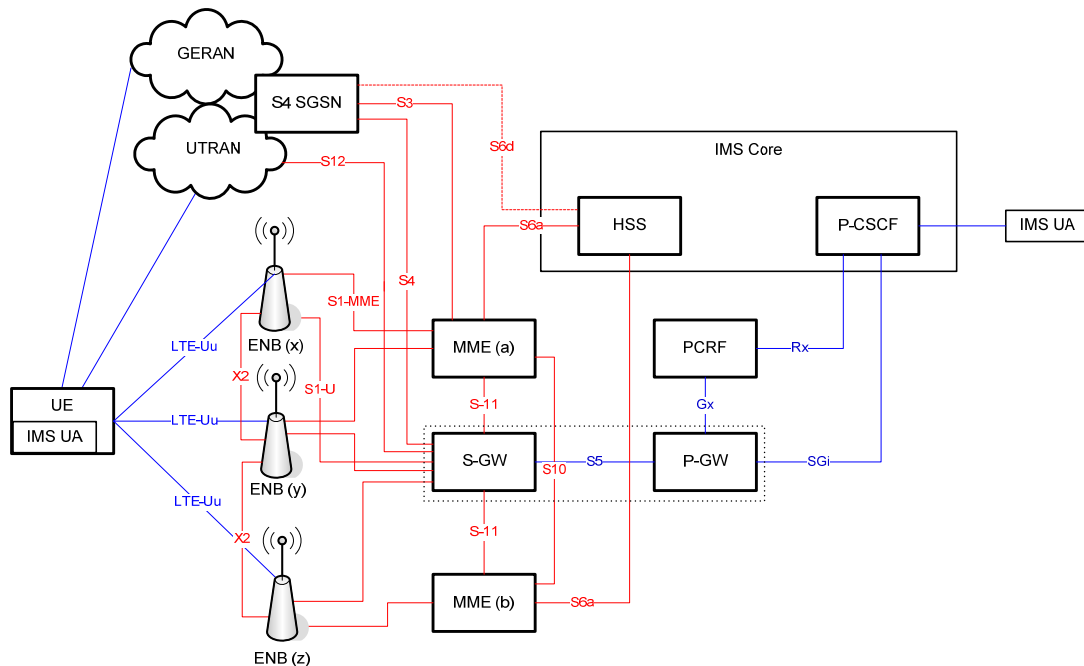 GERAN
S4 SGSN
S3
UTRAN
S12
S6d
IMS Core
HSS
P-CSCF
IMS UA
S6a
S4
S1-MME
ENB (x)
MME (a)
PCRF
Rx
LTE-Uu
X2
S1-U
S-11
Gx
UE
IMS UA
LTE-Uu
S-GW
S5
P-GW
SGi
S10
ENB (y)
LTE-Uu
X2
S-11
MME (b)
S6a
ENB (z)